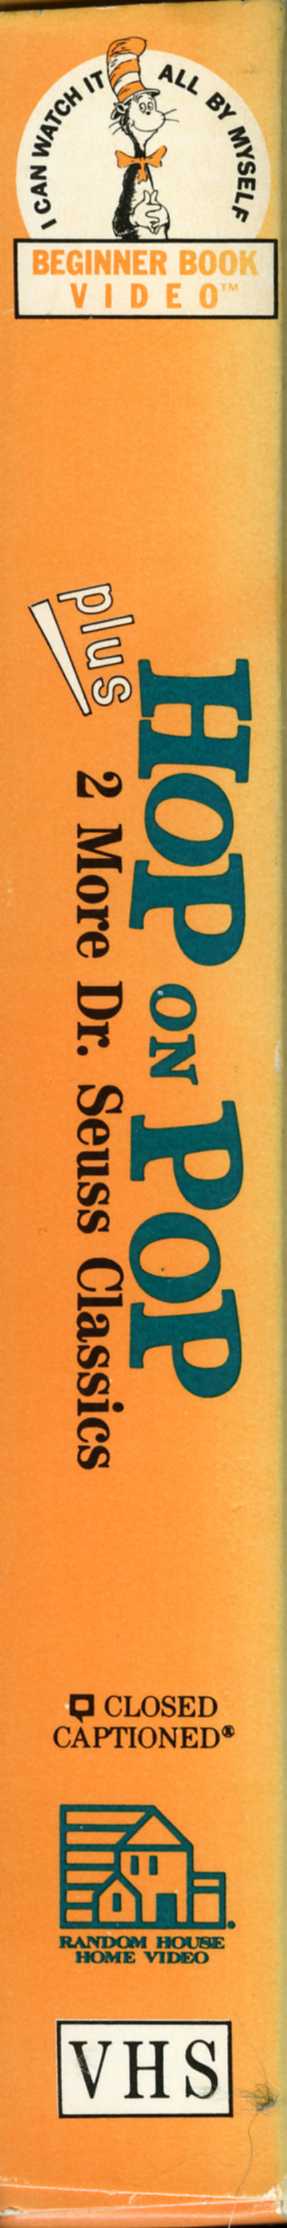 I CAN WATCH IT ALL BY MYSELF
BEGINNER BOOK
VIDEO™
HOP ON POP
plus
2 More Dr. Seuss Classics
CLOSED
CAPTIONED®
RANDOM HOUSE
HOME VIDEO
VHS